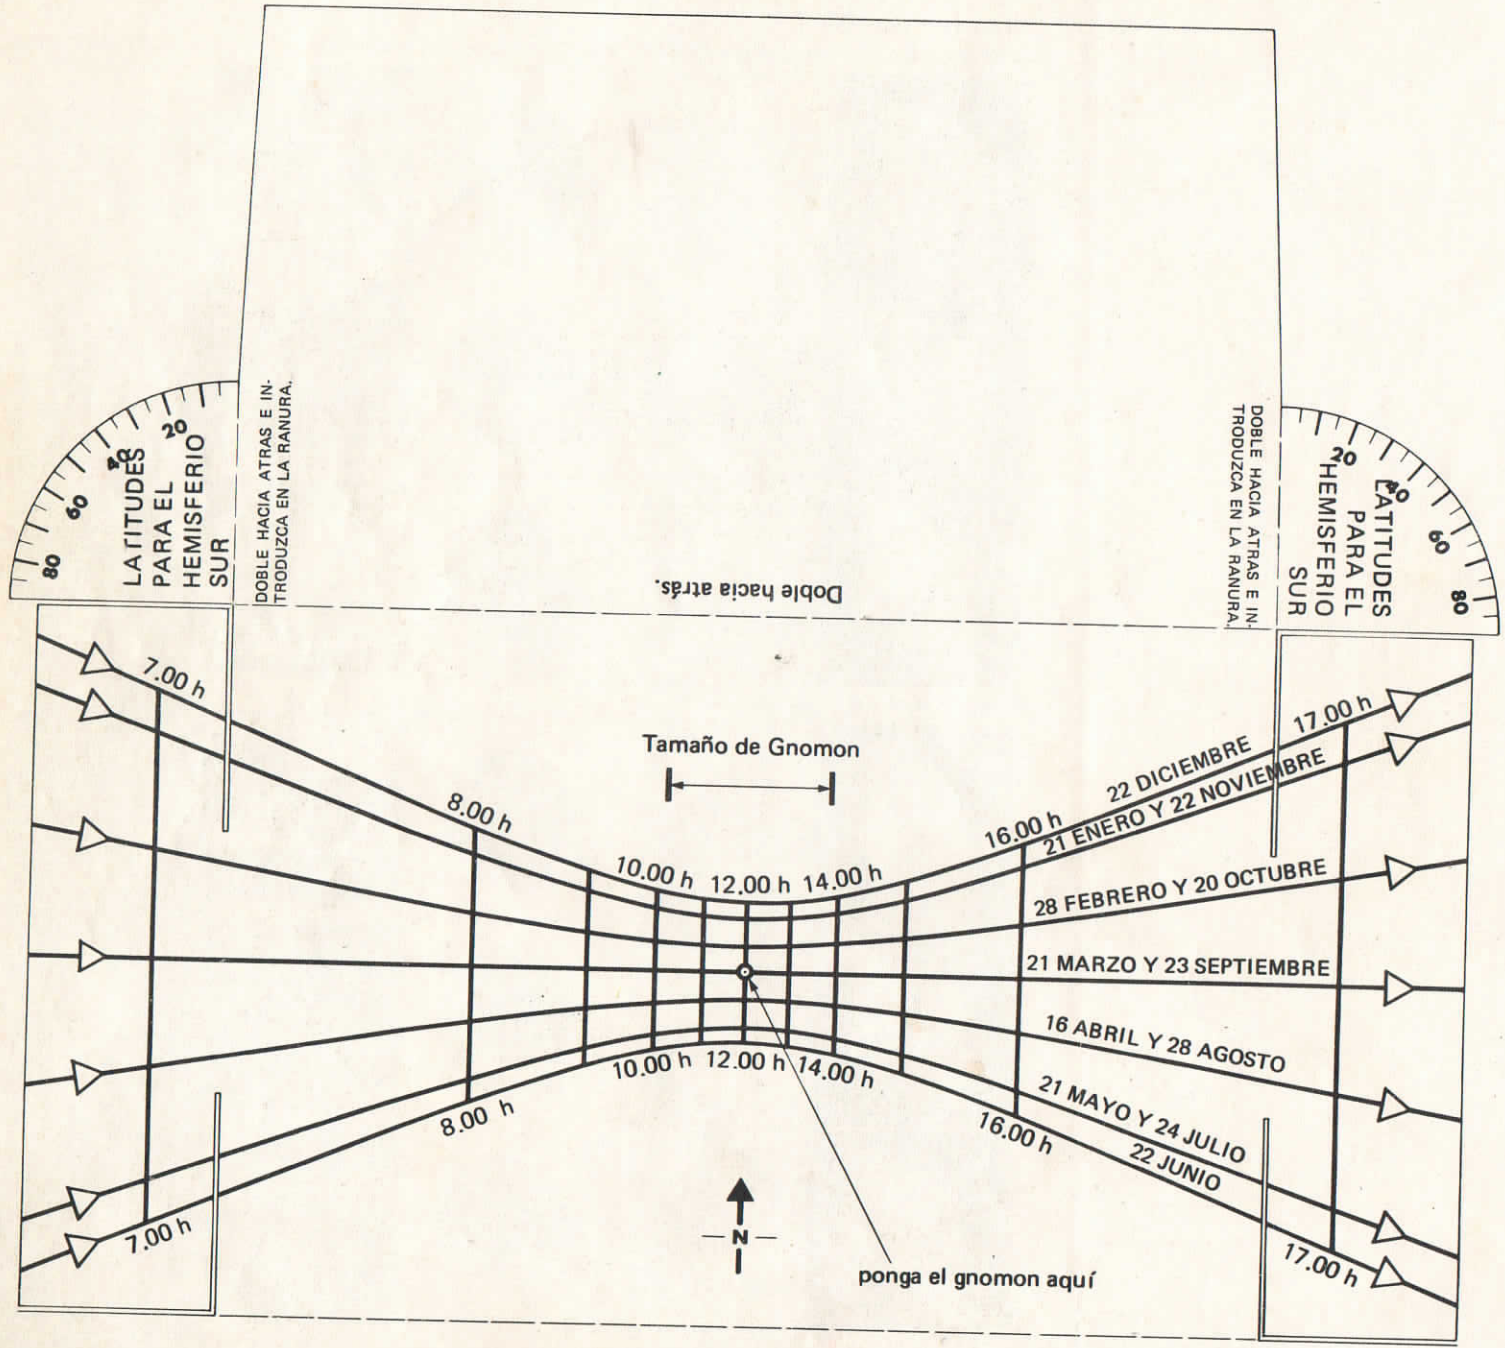 20
40
60
80
LATITUDES
PARA EL
HEMISFERIO
SUR
DOBLE HACIA ATRAS E IN-
TRODUZCA EN LA RANURA.
Doble hacia atrás.
DOBLE HACIA ATRAS E IN-
TRODUZCA EN LA RANURA.
20
40
60
80
LATITUDES
PARA EL
HEMISFERIO
SUR
7.00 h
8.00 h
10.00 h
12.00 h
14.00 h
16.00 h
17.00 h
Tamaño de Gnomon
22 DICIEMBRE
21 ENERO Y 22 NOVIEMBRE
28 FEBRERO Y 20 OCTUBRE
21 MARZO Y 23 SEPTIEMBRE
16 ABRIL Y 28 AGOSTO
21 MAYO Y 24 JULIO
22 JUNIO
7.00 h
8.00 h
10.00 h
12.00 h
14.00 h
16.00 h
17.00 h
N
ponga el gnomon aquí